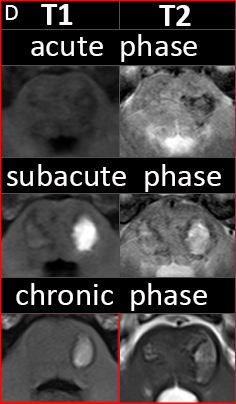 D T1 T2
acute phase
subacute phase
chronic phase